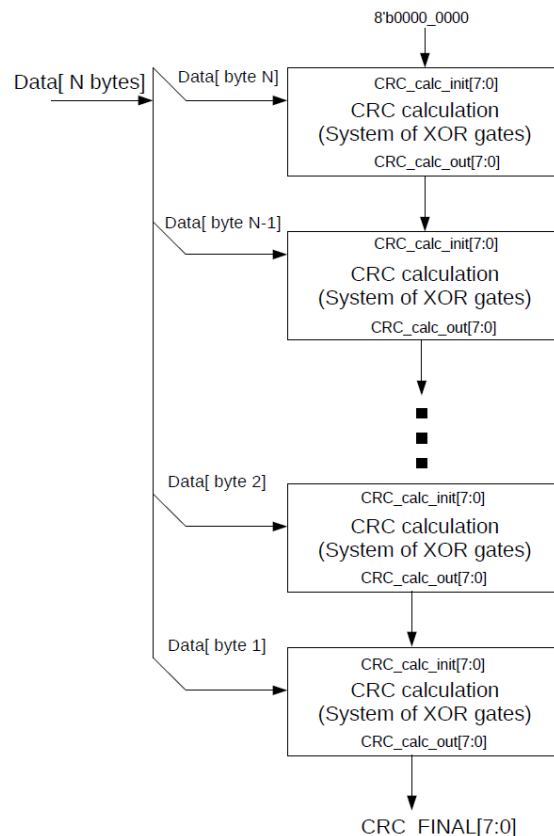 8'b0000_0000
Data[ N bytes]
Data[ byte N]
CRC_calc_init[7:0]
CRC calculation
(System of XOR gates)
CRC_calc_out[7:0]
Data[ byte N-1]
CRC_calc_init[7:0]
CRC calculation
(System of XOR gates)
CRC_calc_out[7:0]
Data[ byte 2]
CRC_calc_init[7:0]
CRC calculation
(System of XOR gates)
CRC_calc_out[7:0]
Data[ byte 1]
CRC_calc_init[7:0]
CRC calculation
(System of XOR gates)
CRC_calc_out[7:0]
CRC_FINAL[7:0]